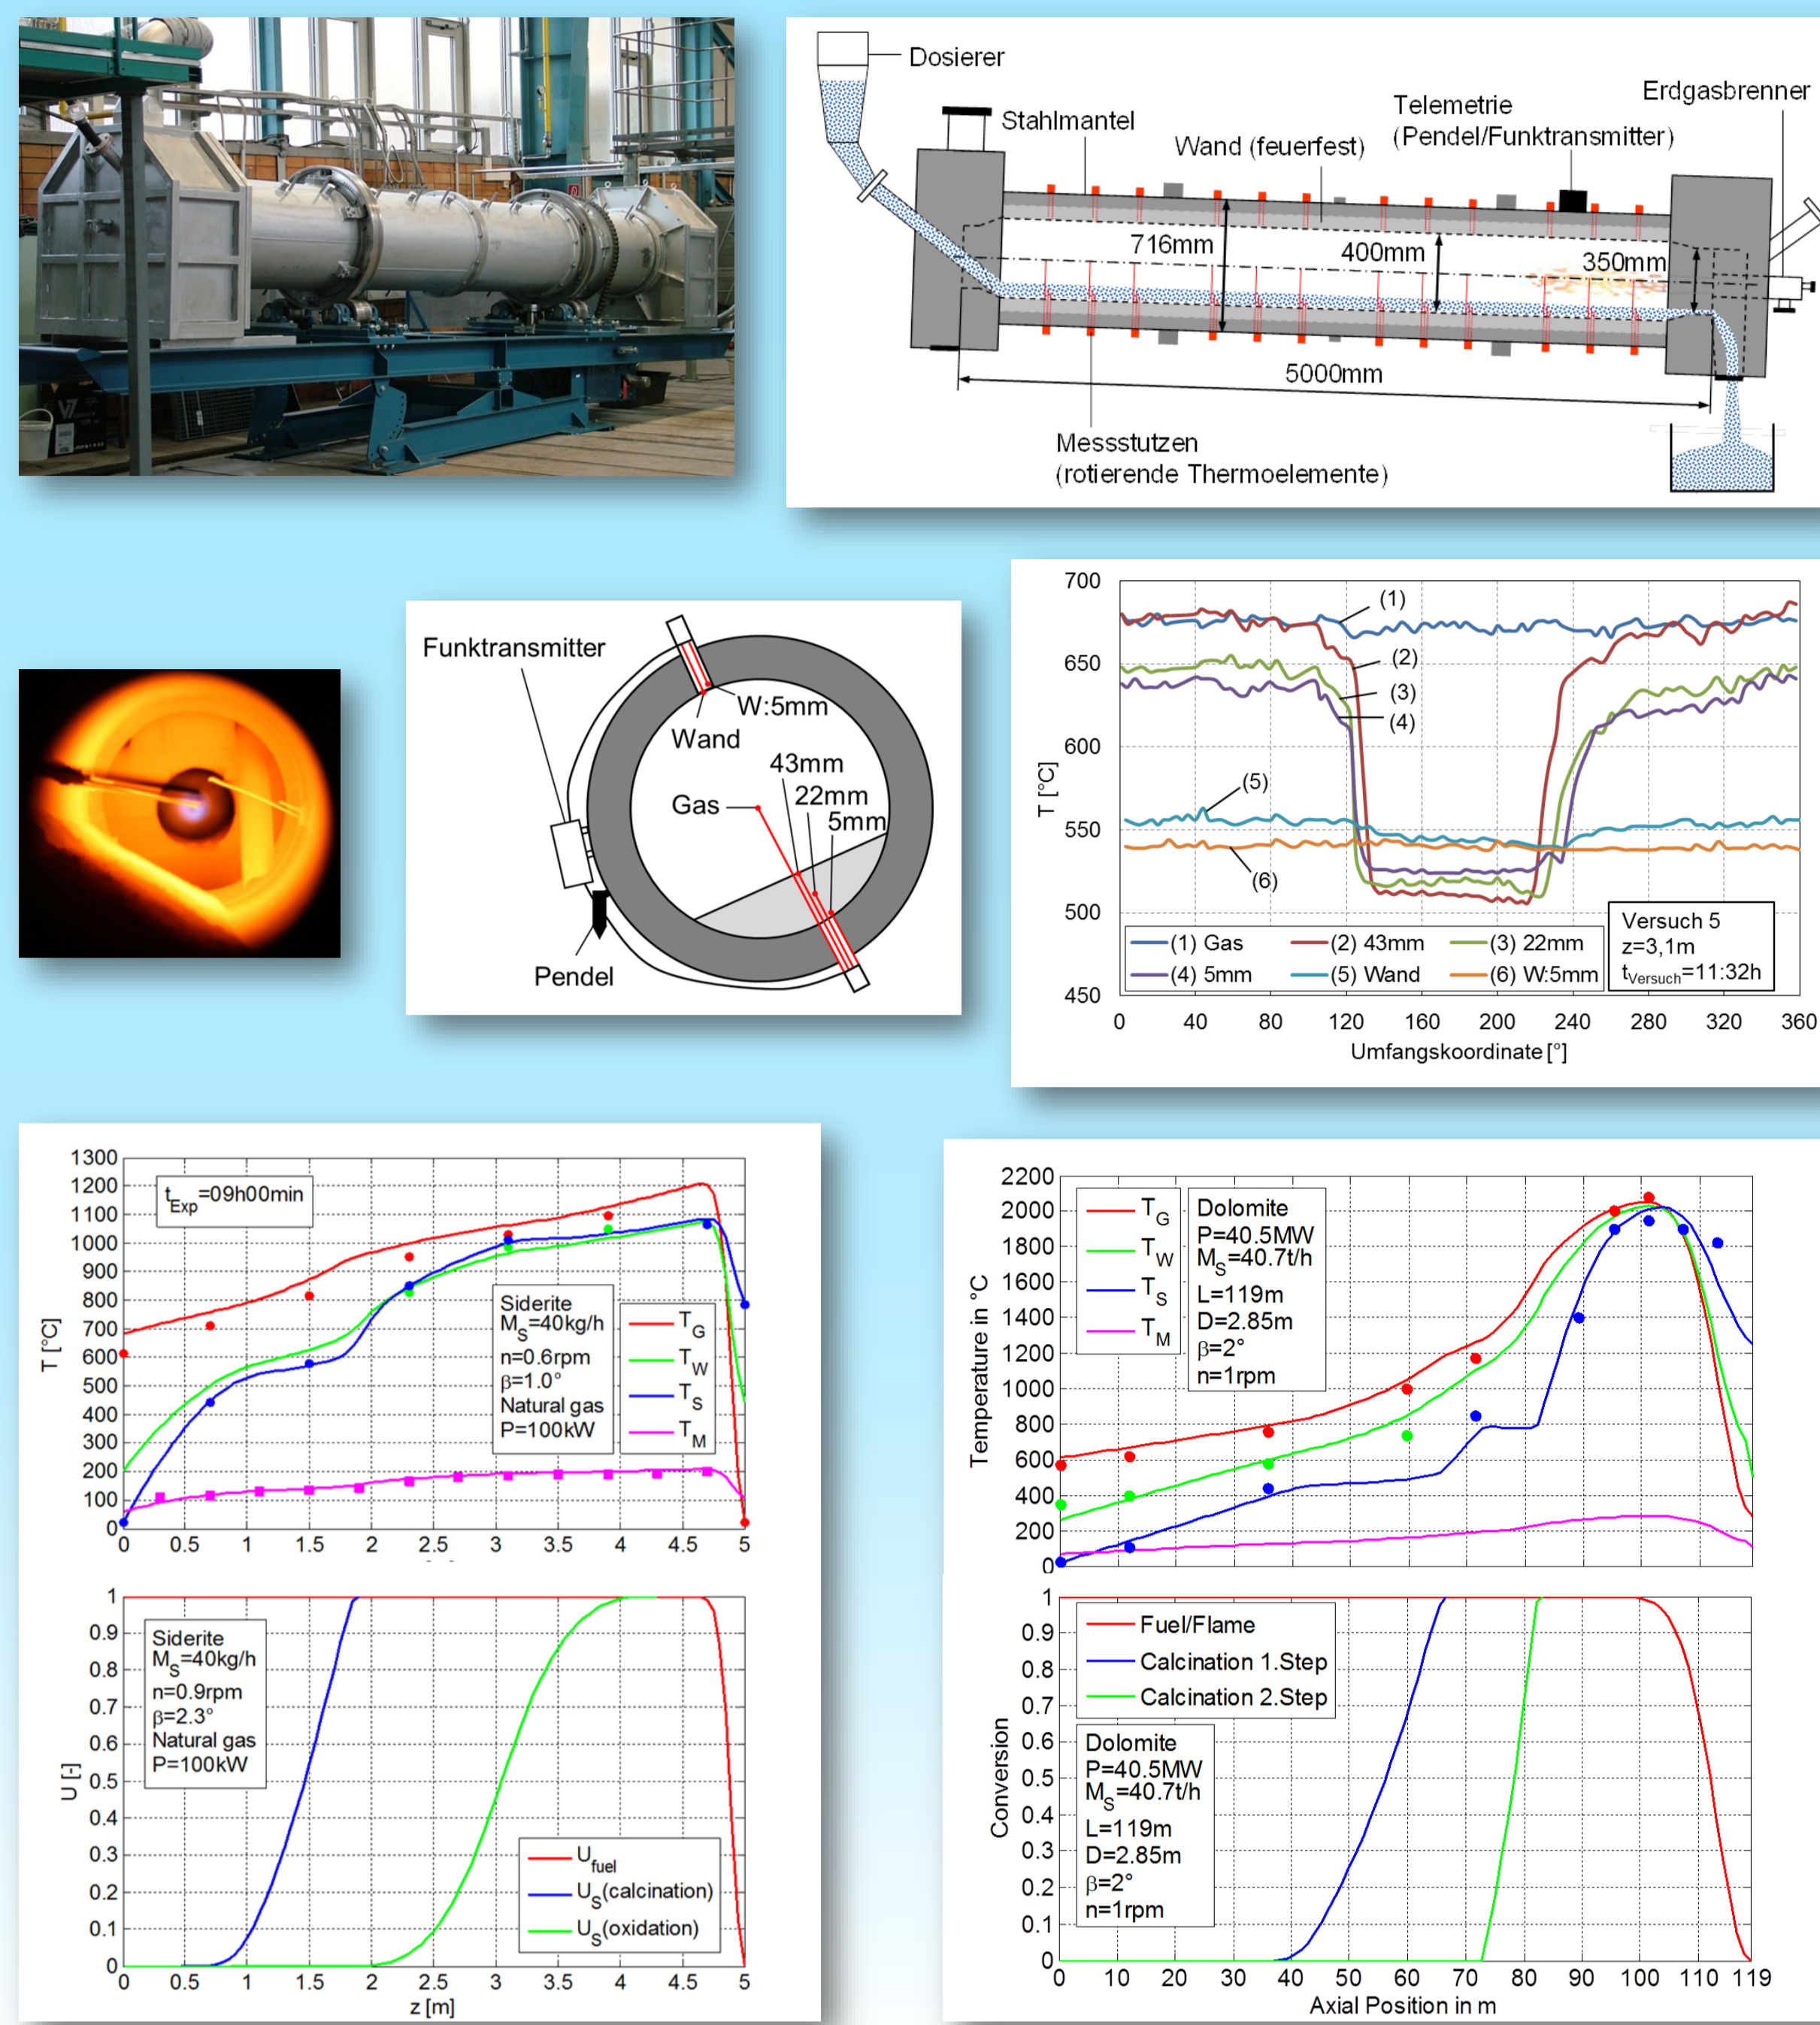 Dosierer
Stahlmantel
Wand (feuerfest)
Telemetrie
(Pendel/Funktransmitter)
Erdgasbrenner
716mm
400mm
350mm
5000mm
Messstutzen
(rotierende Thermoelemente)
Funktransmitter
W:5mm
Wand
43mm
22mm
5mm
Gas
Pendel
700
650
600
550
500
450
T [°C]
(1)
(2)
(3)
(4)
(5)
(6)
(1) Gas (2) 43mm (3) 22mm
(4) 5mm (5) Wand (6) W:5mm
Versuch 5
z=3,1m
tVersuch=11:32h
0 40 80 120 160 200 240 280 320 360
Umfangskoordinate [°]
1300
1200
1100
1000
900
800
700
600
500
400
300
200
100
0
T [°C]
tExp=09h00min
Siderite
MS=40kg/h
n=0.6rpm
β=1.0°
Natural gas
P=100kW
TG
TW
TS
TM
0 0.5 1 1.5 2 2.5 3 3.5 4 4.5 5
1
0.9
0.8
0.7
0.6
0.5
0.4
0.3
0.2
0.1
0
U [-]
Siderite
MS=40kg/h
n=0.9rpm
β=2.3°
Natural gas
P=100kW
Ufuel
US(calcination)
US(oxidation)
0 0.5 1 1.5 2 2.5 3 3.5 4 4.5 5
z [m]
2200
2000
1800
1600
1400
1200
1000
800
600
400
200
0
Temperature in °C
TG
TW
TS
TM
Dolomite
P=40.5MW
MS=40.7t/h
L=119m
D=2.85m
β=2°
n=1rpm
0 10 20 30 40 50 60 70 80 90 100 110 119
1
0.9
0.8
0.7
0.6
0.5
0.4
0.3
0.2
0.1
0
Conversion
Fuel/Flame
Calcination 1.Step
Calcination 2.Step
Dolomite
P=40.5MW
MS=40.7t/h
L=119m
D=2.85m
β=2°
n=1rpm
0 10 20 30 40 50 60 70 80 90 100 110 119
Axial Position in m